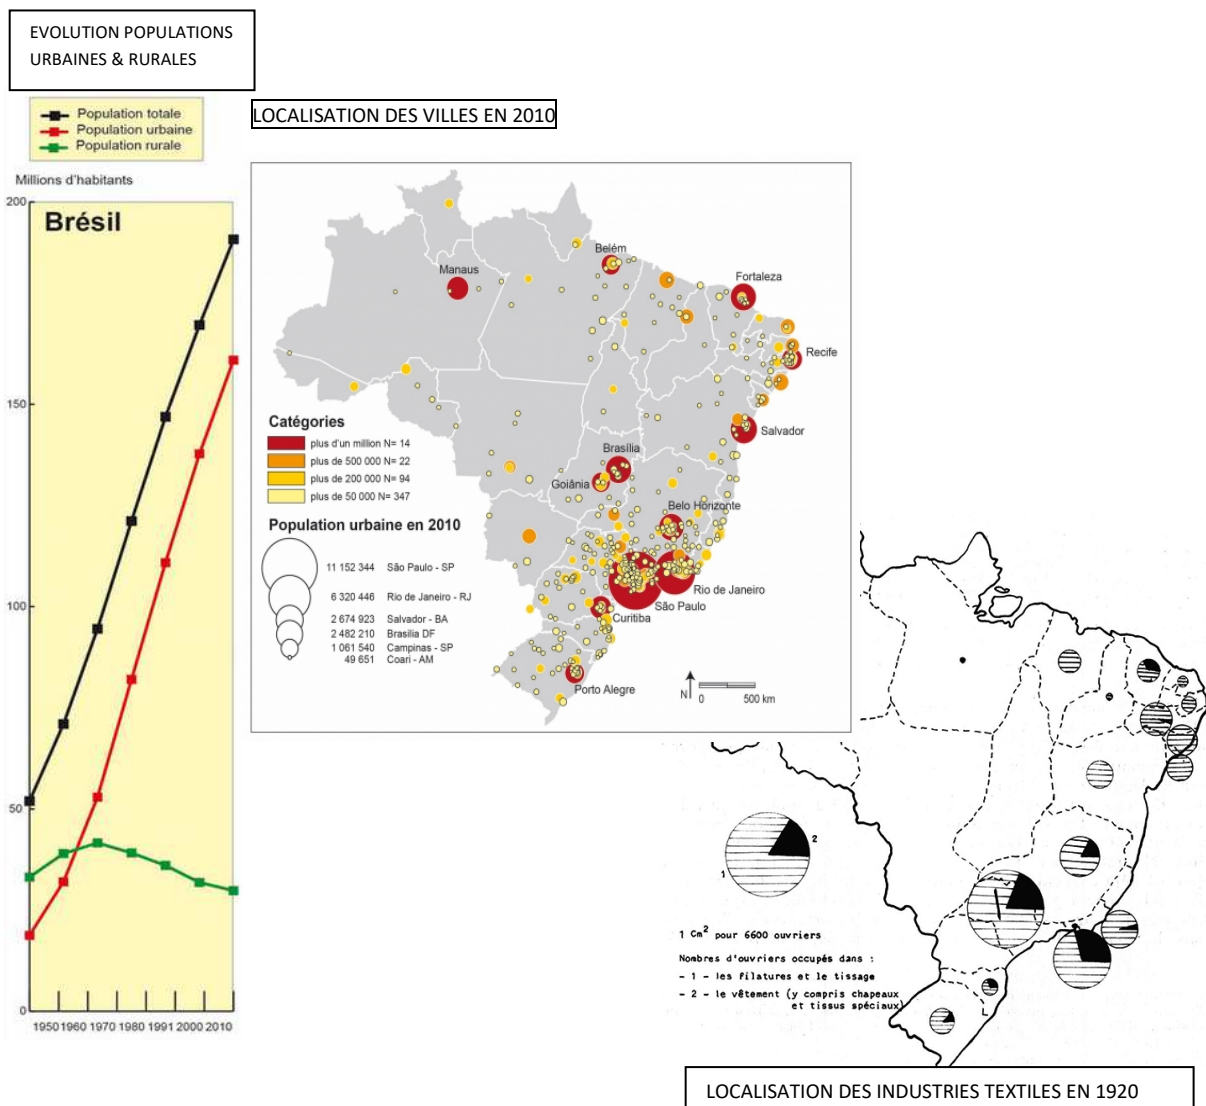 EVOLUTION POPULATIONS
URBAINES & RURALES
Population totale
Population urbaine
Population rurale
Millions d'habitants
200
Brésil
150
100
50
0
1950 1960 1970 1980 1991 2000 2010
LOCALISATION DES VILLES EN 2010
Belém
Manaus
Fortaleza
Recife
Salvador
Brasília
Goiânia
Belo Horizonte
Rio de Janeiro
São Paulo
Curitiba
Porto Alegre
Catégories
plus d'un million N= 14
plus de 500 000 N= 22
plus de 200 000 N= 94
plus de 50 000 N= 347
Population urbaine en 2010
11 152 344 São Paulo - SP
6 320 446 Rio de Janeiro - RJ
2 674 923 Salvador - BA
2 482 210 Brasilia DF
1 061 540 Campinas - SP
49 651 Coari - AM
N
0 500 km
2
1
1 Cm² pour 6600 ouvriers
Nombres d'ouvriers occupés dans :
- 1 - les filatures et le tissage
- 2 - le vêtement (y compris chapeaux
et tissus spéciaux)
LOCALISATION DES INDUSTRIES TEXTILES EN 1920